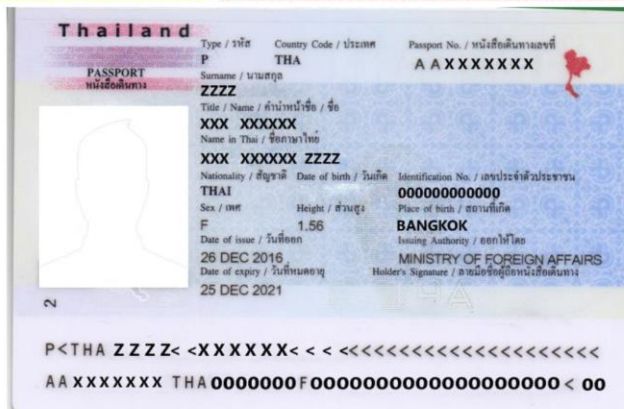 Thailand
Type / รหัส Country Code / ประเทศ Passport No. / หนังสือเดินทางเลขที่
P THA A AXXXXXXX
PASSPORT
หนังสือเดินทาง
Surname / นามสกุล
ZZZZ
Title / Name / คำนำหน้าชื่อ / ชื่อ
XXX XXXXXX
Name in Thai / ชื่อภาษาไทย
XXX XXXXXX ZZZZ
Nationality / สัญชาติ Date of birth / วันเกิด Identification No. / เลขประจำตัวประชาชน
THAI 000000000000
Sex / เพศ Height / ส่วนสูง Place of birth / สถานที่เกิด
F 1.56 BANGKOK
Date of issue / วันที่ออก Issuing Authority / ออกให้โดย
26 DEC 2016 MINISTRY OF FOREIGN AFFAIRS
Date of expiry / วันที่หมดอายุ Holder's Signature / ลายมือชื่อผู้ถือหนังสือเดินทาง
25 DEC 2021
2
P<THA ZZZZ< <XXXXXX< < < <<<<<<<<<<<<<<<<<<<<<<
AA XXXXXXX THA 0000000 F0000000000000000000 < 00